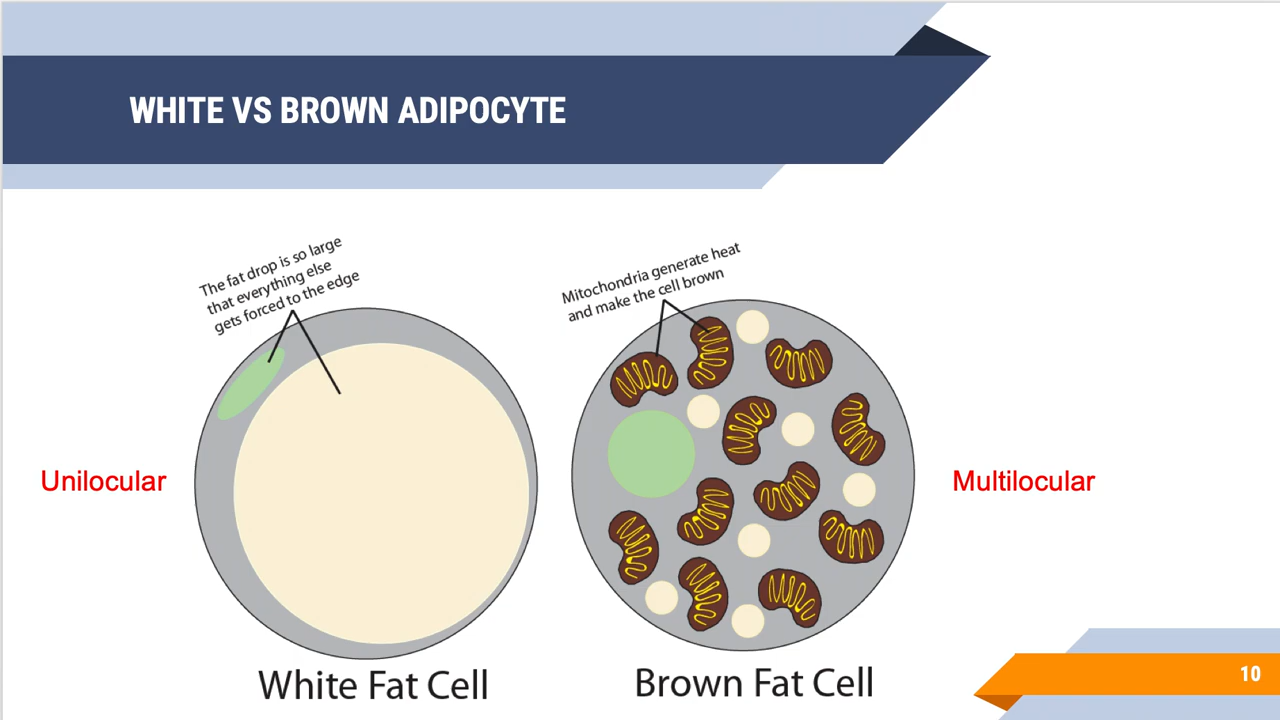 WHITE VS BROWN ADIPOCYTE
The fat drop is so large
that everything else
gets forced to the edge
Mitochondria generate heat
and make the cell brown
Unilocular
Multilocular
White Fat Cell
Brown Fat Cell
10